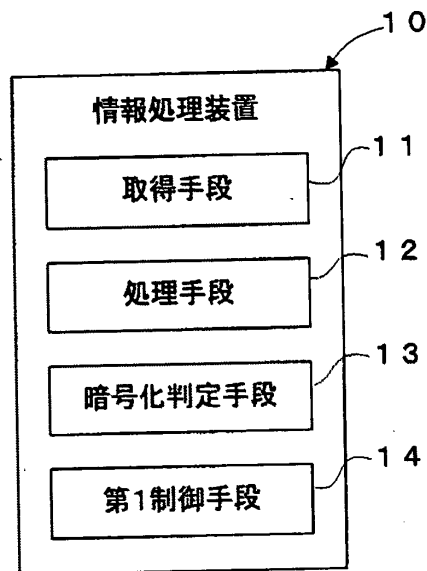 10
情報処理装置
取得手段
11
処理手段
12
暗号化判定手段
13
第1制御手段
14